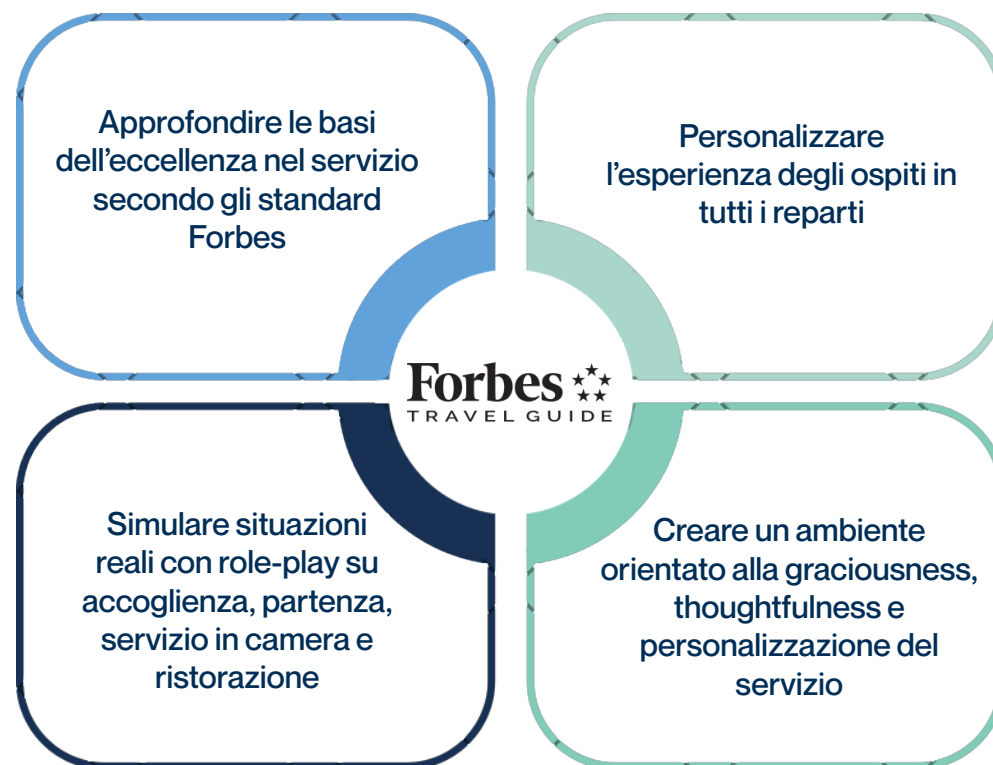 Approfondire le basi
dell’eccellenza nel servizio
secondo gli standard
Forbes
Personalizzare
l’esperienza degli ospiti in
tutti i reparti
Forbes
TRAVEL GUIDE
Simulare situazioni
reali con role-play su
accoglienza, partenza,
servizio in camera e
ristorazione
Creare un ambiente
orientato alla graciousness,
thoughtfulness e
personalizzazione del
servizio